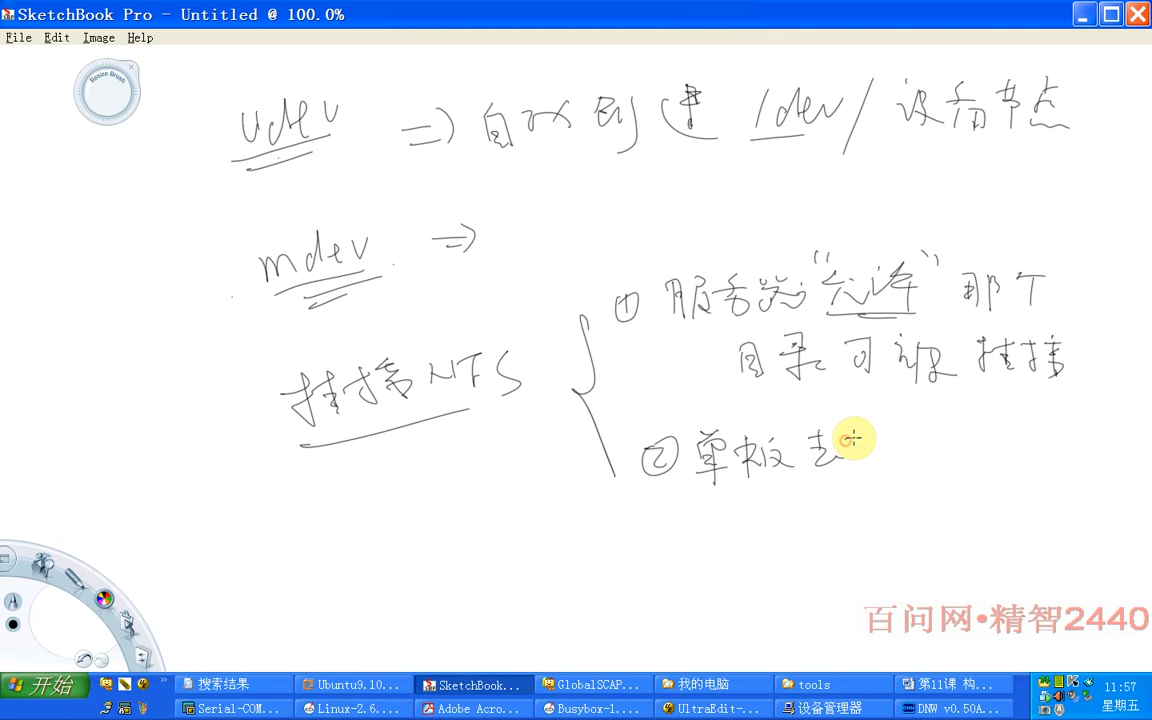 SketchBook Pro - Untitled @ 100.0%
File Edit Image Help
Resize Brush
udev => 自动创建 /dev/ 设备节点
mdev =>
① 服务器"允许"那个
目录可被挂接
挂接NFS
② 单板去
百问网•精智2440
开始 搜索结果 Ubuntu9.10... SketchBook... GlobalSCAP... 我的电脑 tools 第11课 构... 11:57
Serial-COM... Linux-2.6... Adobe Acro... Busybox-1... UltraEdit-... 设备管理器 DNW v0.50A... 星期五